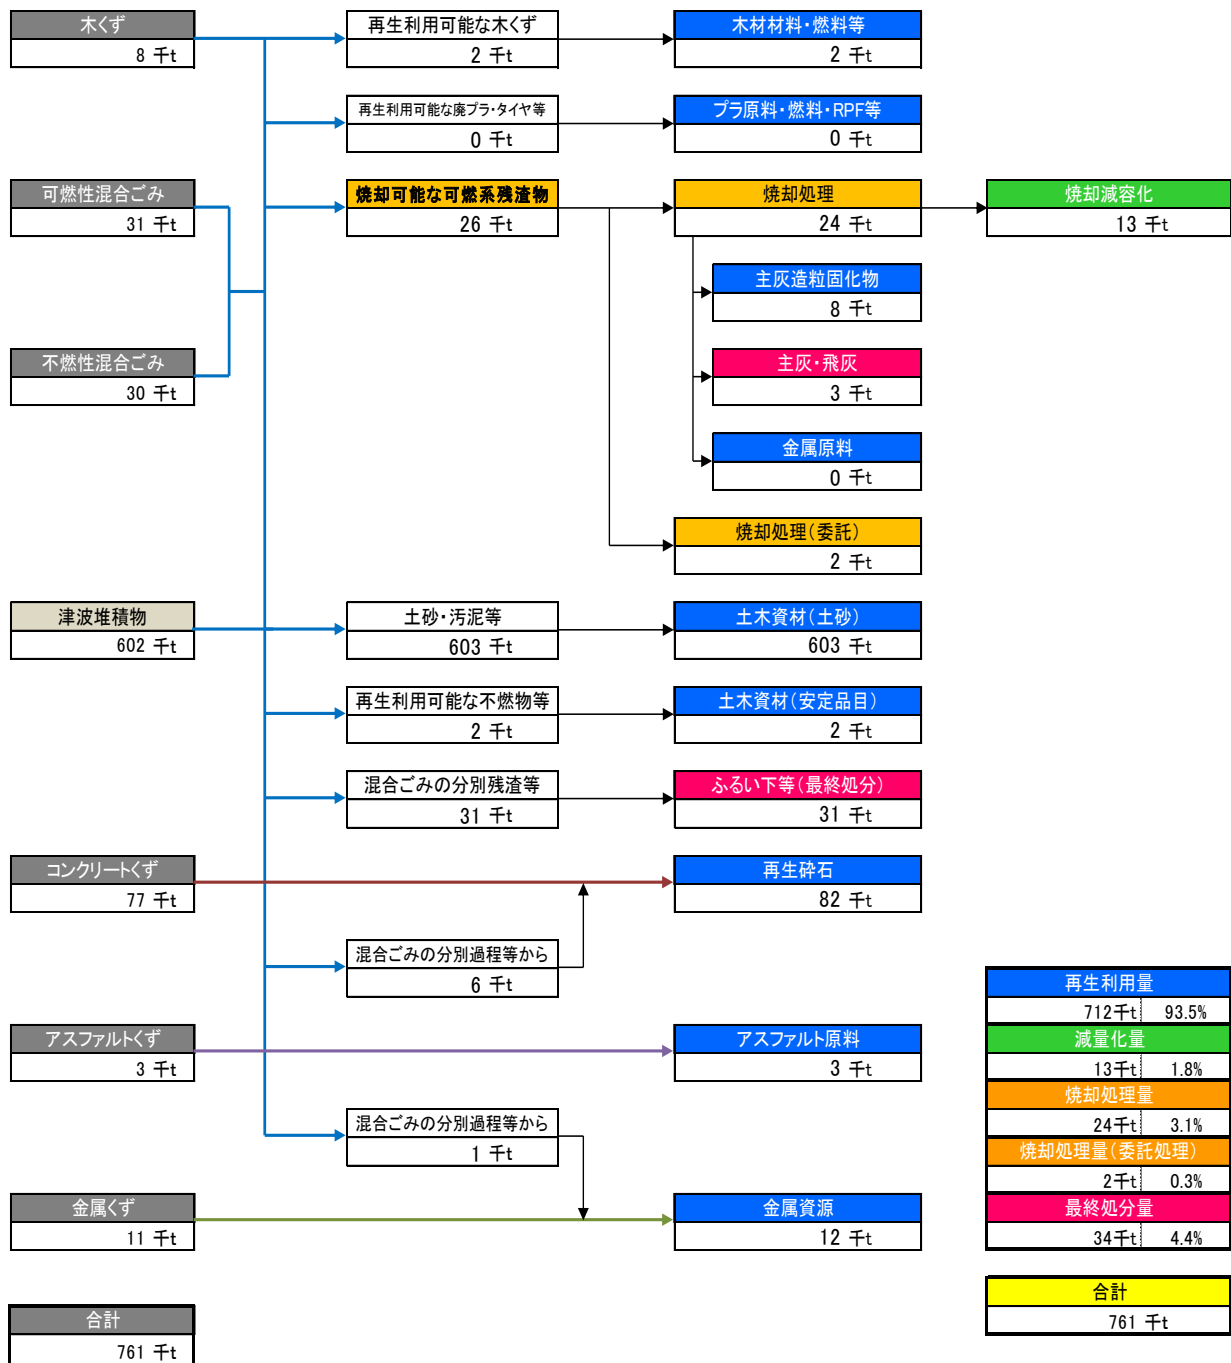 木くず
8 千t
再生利用可能な木くず
2 千t
木材材料・燃料等
2 千t
再生利用可能な廃プラ・タイヤ等
0 千t
プラ原料・燃料・RPF等
0 千t
可燃性混合ごみ
31 千t
焼却可能な可燃系残渣物
26 千t
焼却処理
24 千t
焼却減容化
13 千t
主灰造粒固化物
8 千t
不燃性混合ごみ
30 千t
主灰・飛灰
3 千t
金属原料
0 千t
焼却処理(委託)
2 千t
津波堆積物
602 千t
土砂・汚泥等
603 千t
土木資材(土砂)
603 千t
再生利用可能な不燃物等
2 千t
土木資材(安定品目)
2 千t
混合ごみの分別残渣等
31 千t
ふるい下等(最終処分)
31 千t
コンクリートくず
77 千t
再生砕石
82 千t
混合ごみの分別過程等から
6 千t
アスファルトくず
3 千t
アスファルト原料
3 千t
混合ごみの分別過程等から
1 千t
金属くず
11 千t
金属資源
12 千t
合計
761 千t
再生利用量
712千t 93.5%
減量化量
13千t 1.8%
焼却処理量
24千t 3.1%
焼却処理量(委託処理)
2千t 0.3%
最終処分量
34千t 4.4%
合計
761 千t